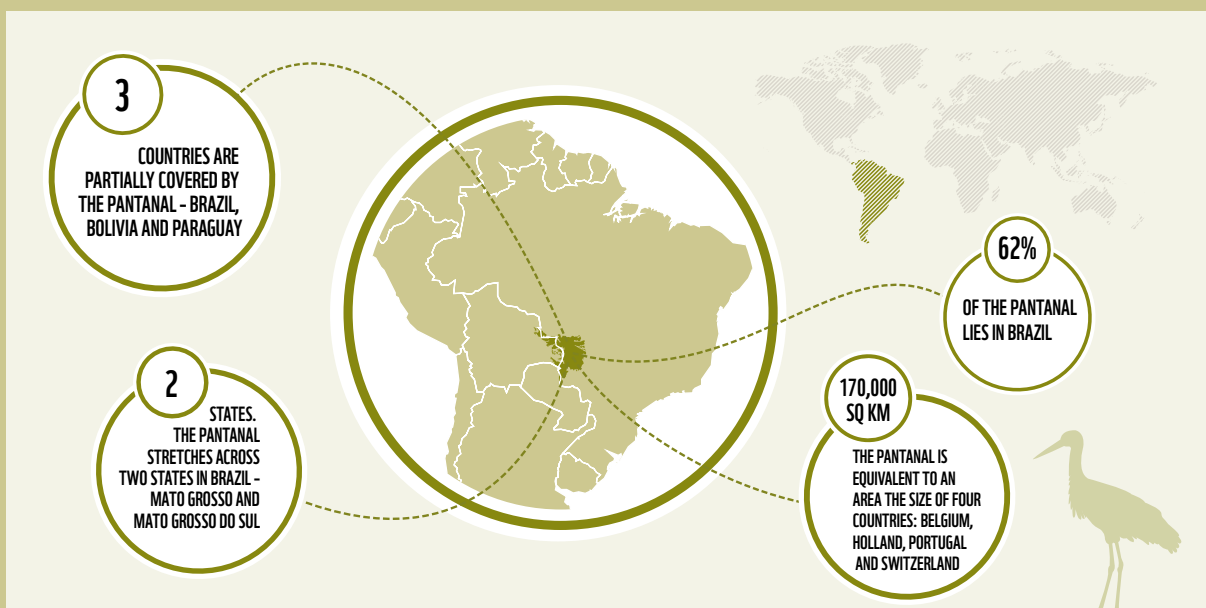 3
COUNTRIES ARE
PARTIALLY COVERED BY
THE PANTANAL – BRAZIL,
BOLIVIA AND PARAGUAY
2
STATES.
THE PANTANAL
STRETCHES ACROSS
TWO STATES IN BRAZIL –
MATO GROSSO AND
MATO GROSSO DO SUL
62%
OF THE PANTANAL
LIES IN BRAZIL
170,000
SQ KM
THE PANTANAL IS
EQUIVALENT TO AN
AREA THE SIZE OF FOUR
COUNTRIES: BELGIUM,
HOLLAND, PORTUGAL
AND SWITZERLAND